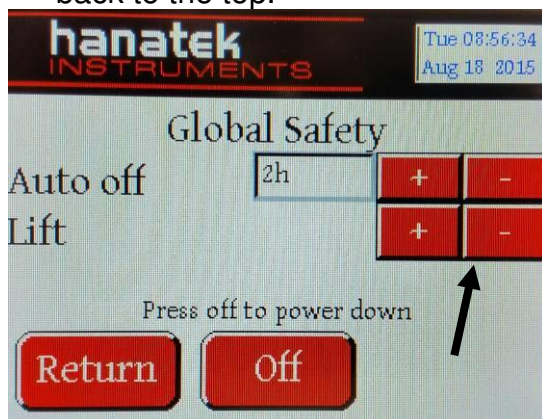 back to the top.
hanatek
INSTRUMENTS
Tue 08:56:34
Aug 18 2015
Global Safety
Auto off 2h + -
Lift + -
Press off to power down
Return Off